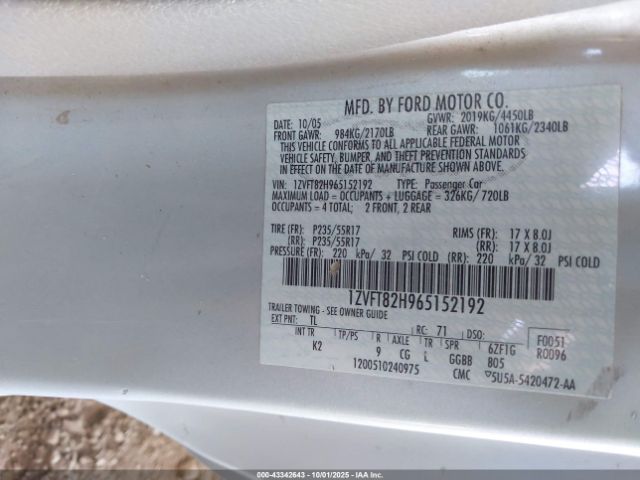 MFD. BY FORD MOTOR CO.
10/05 GVWR: 2019KG/4450LB
FRONT GAWR: 984KG/2170LB REAR GAWR: 1061KG/2340LB
THIS VEHICLE CONFORMS TO ALL APPLICABLE FEDERAL MOTOR
VEHICLE SAFETY, BUMPER, AND THEFT PREVENTION STANDARDS
IN EFFECT ON THE DATE OF MANUFACTURE SHOWN ABOVE.
VIN: 1ZVFT82H965152192 TYPE: Passenger Car
MAXIMUM LOAD = OCCUPANTS + LUGGAGE = 326KG/ 720LB
OCCUPANTS = 4 TOTAL; 2 FRONT, 2 REAR
TIRE (FR): P235/55R17 RIMS (FR): 17 X 8.0J
(RR): P235/55R17 (RR): 17 X 8.0J
PRESSURE (FR): 220 kPa/ 32 PSI COLD (RR): 220 kPa/ 32 PSI COLD
1ZVFT82H965152192
TRAILER TOWING - SEE OWNER GUIDE
EXT PNT: TL RC: 71 DSO: F0051
INT TR TP/PS R AXLE TR SPR 6ZF1G R0096
K2 9 CG L GGBB B05
1200510240975 CMC 5U5A-5420472-AA
000-43342643 - 10/01/2025 - IAA